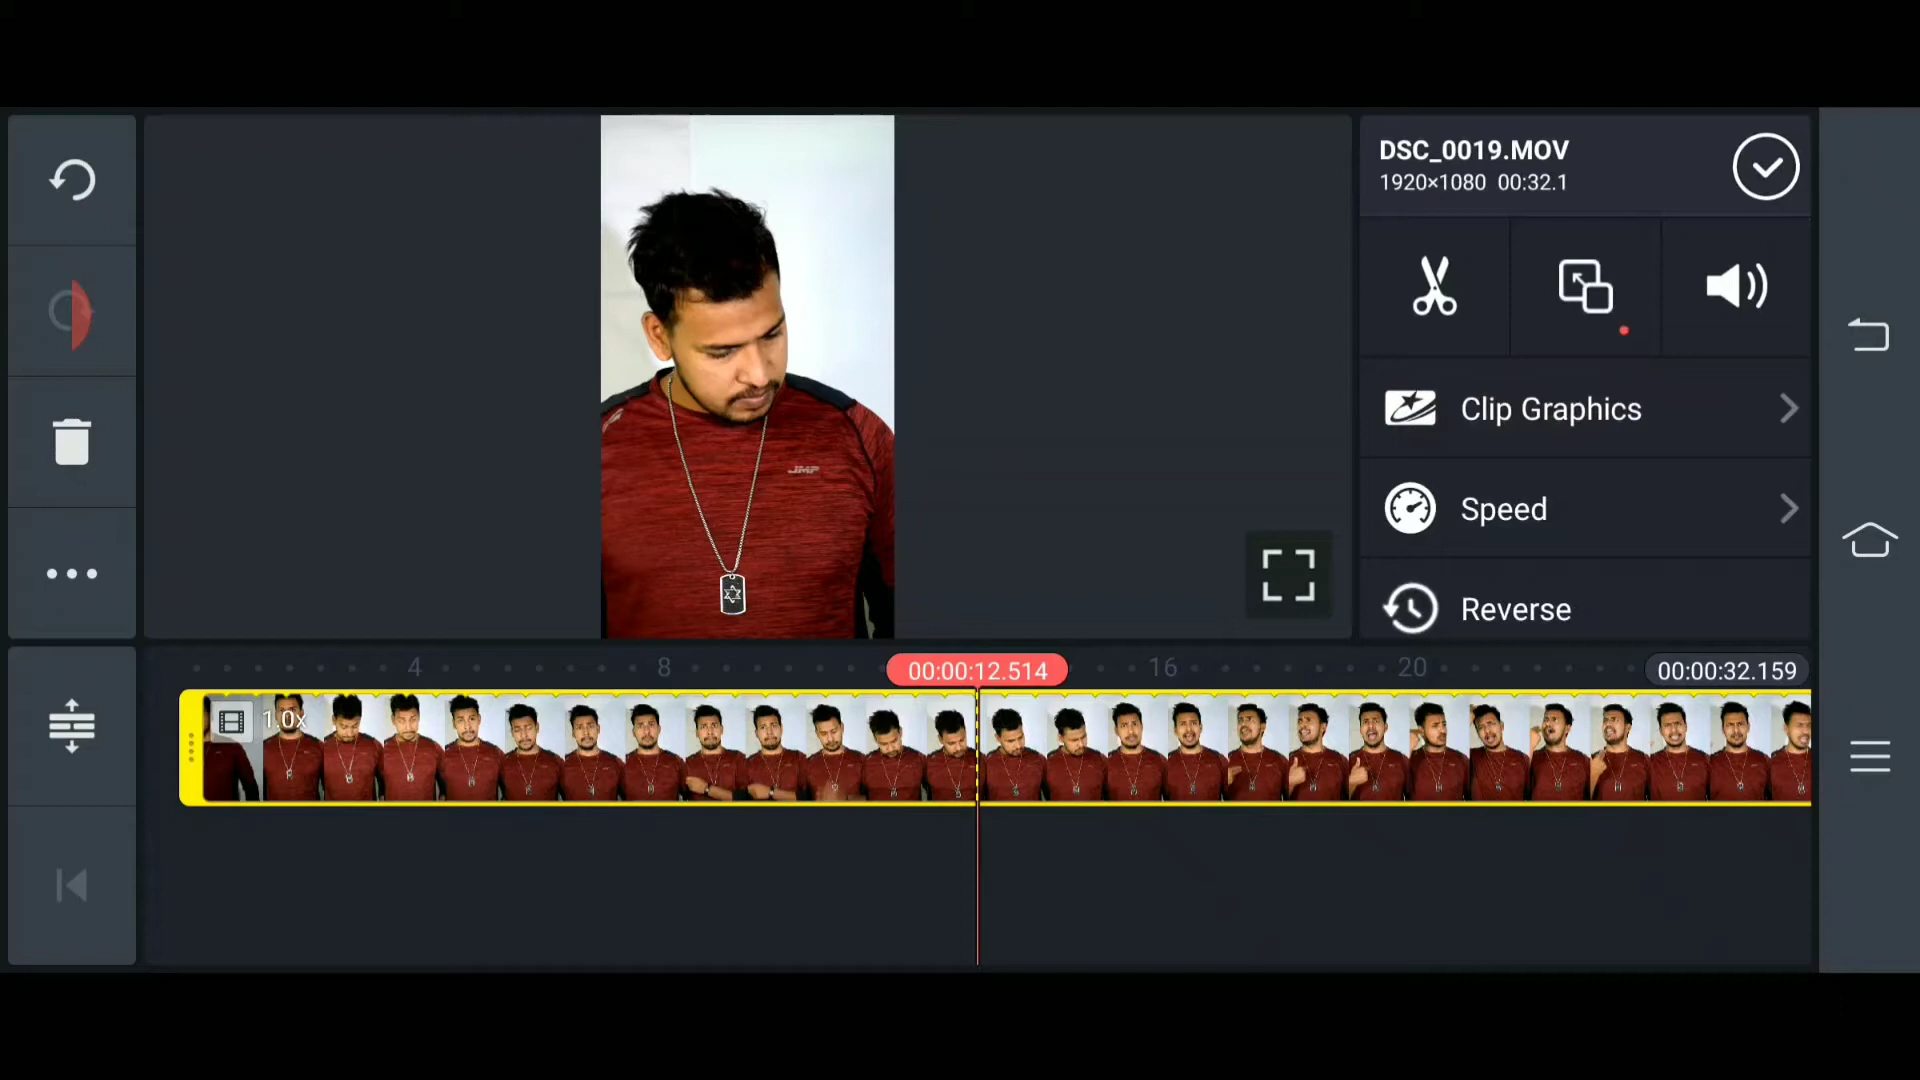 DSC_0019.MOV
1920×1080 00:32.1
JMP
Clip Graphics
Speed
Reverse
4
8
00:00:12.514
16
20
00:00:32.159
1.0x